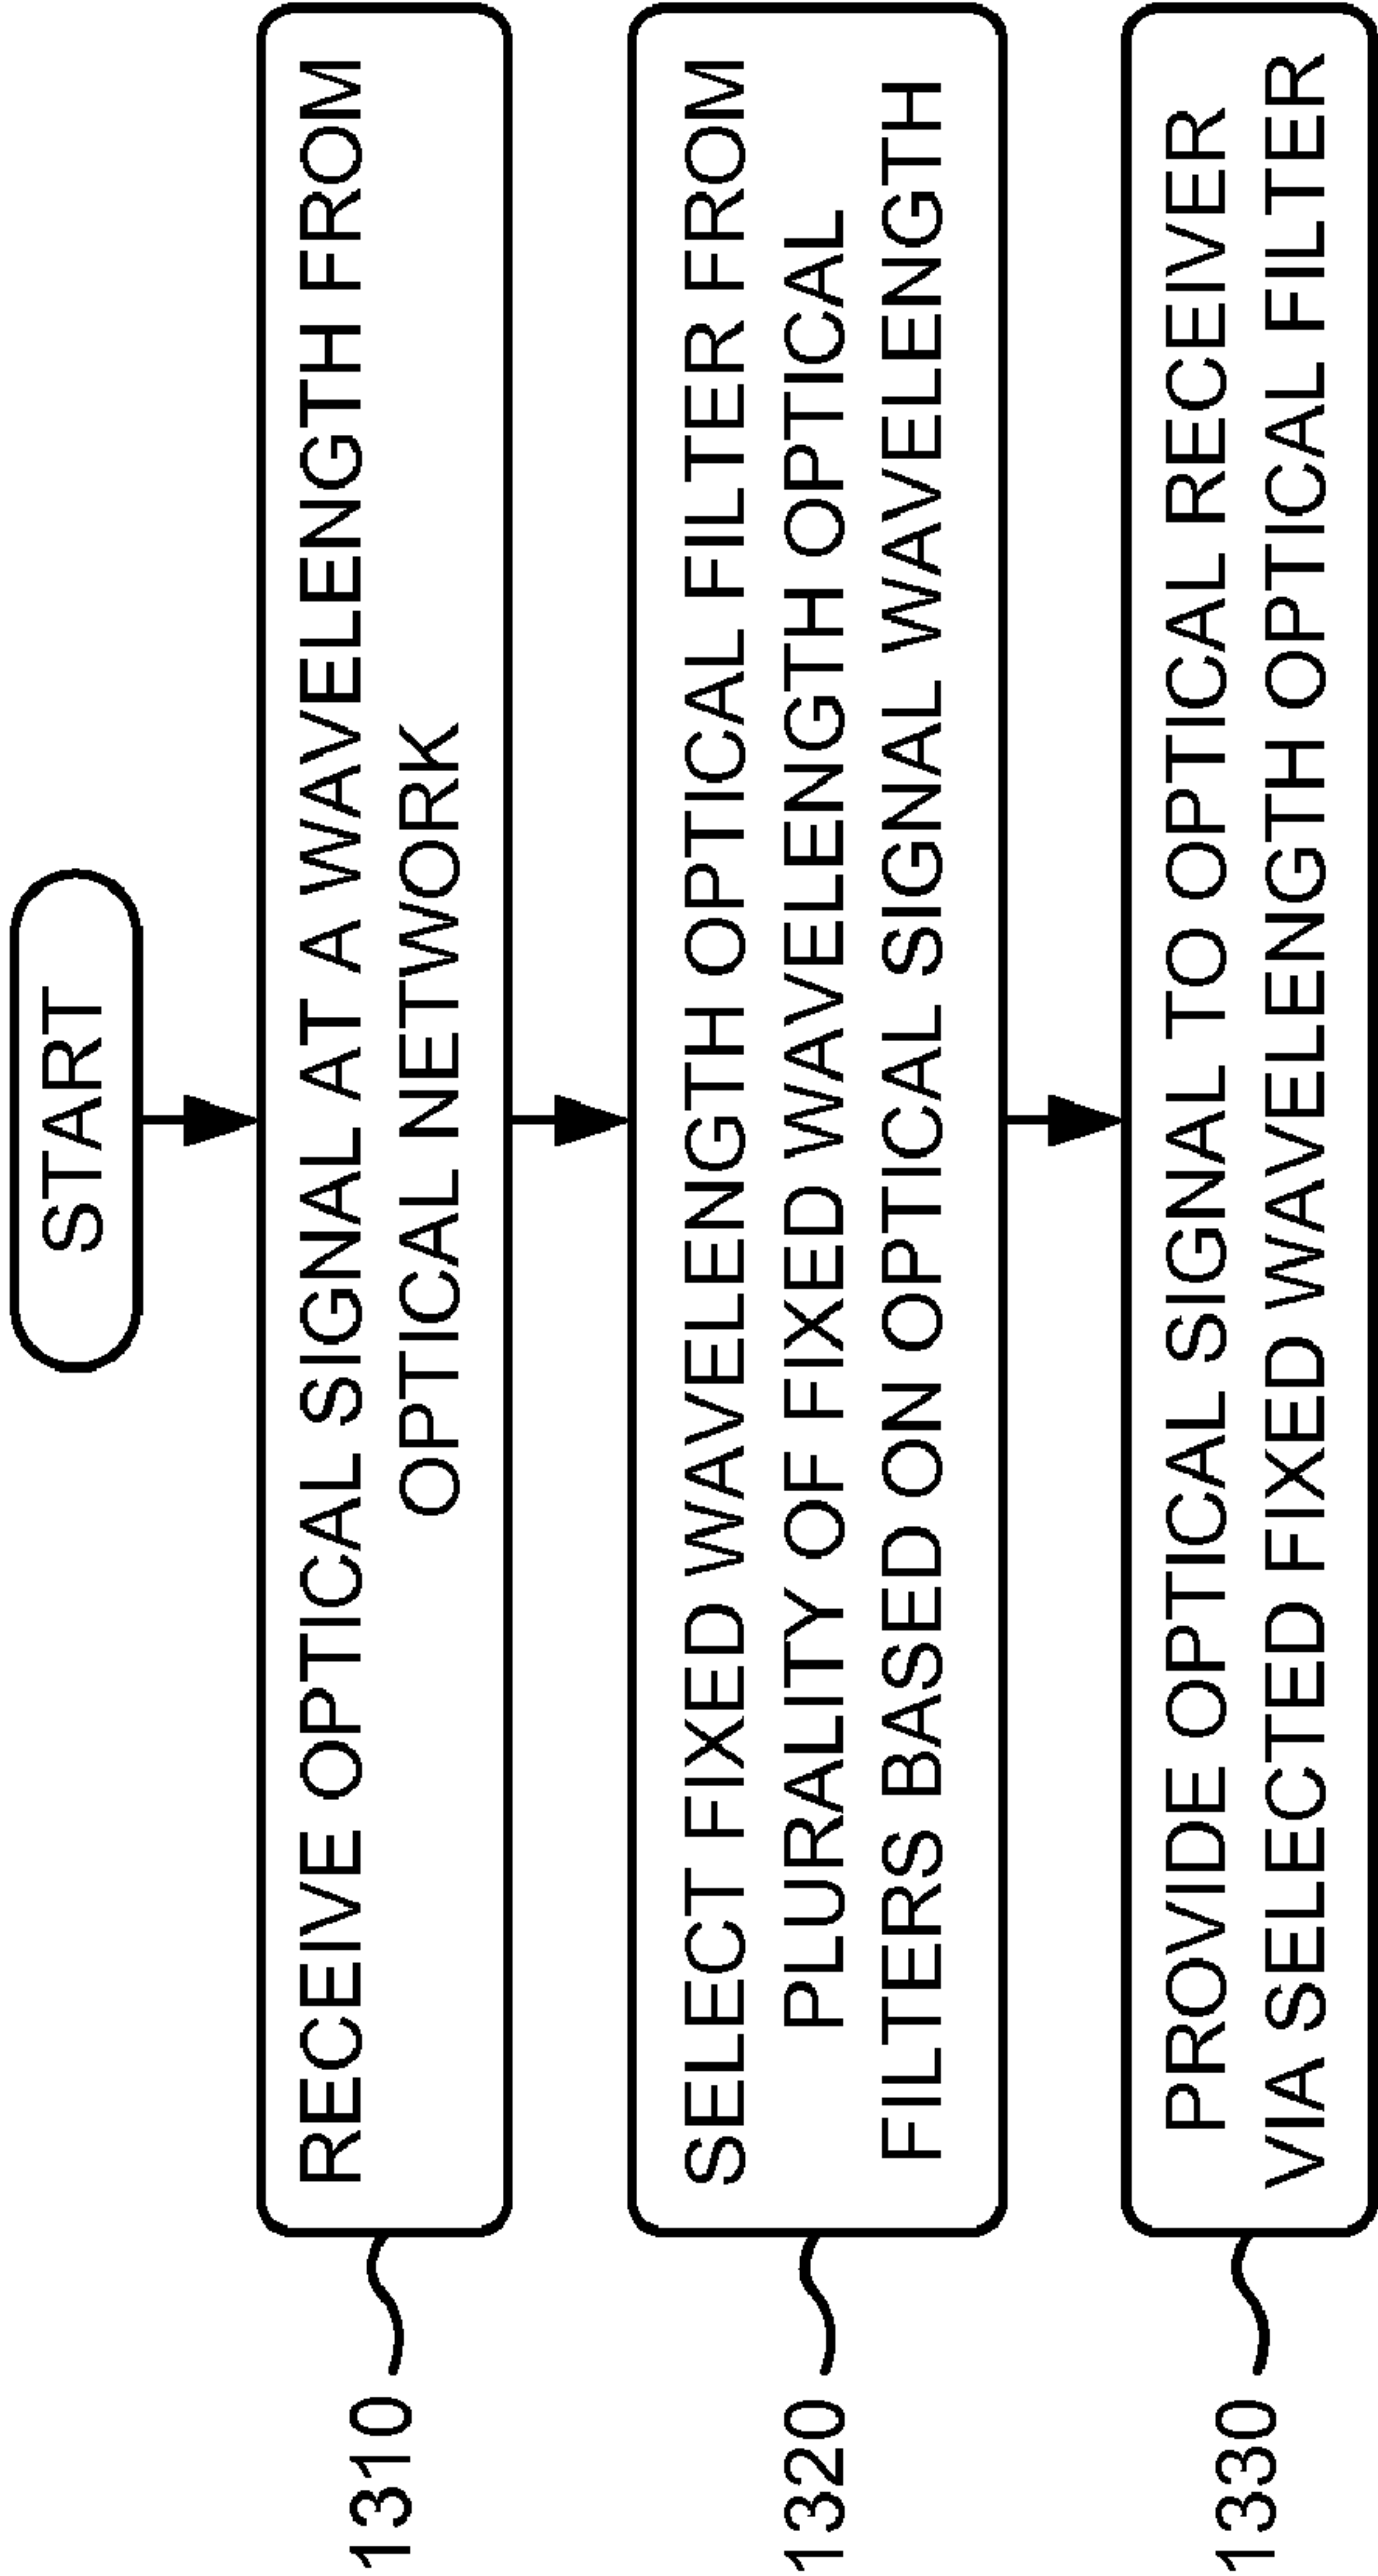 START
1310
RECEIVE OPTICAL SIGNAL AT A WAVELENGTH FROM
OPTICAL NETWORK
1320
SELECT FIXED WAVELENGTH OPTICAL FILTER FROM
PLURALITY OF FIXED WAVELENGTH OPTICAL
FILTERS BASED ON OPTICAL SIGNAL WAVELENGTH
1330
PROVIDE OPTICAL SIGNAL TO OPTICAL RECEIVER
VIA SELECTED FIXED WAVELENGTH OPTICAL FILTER